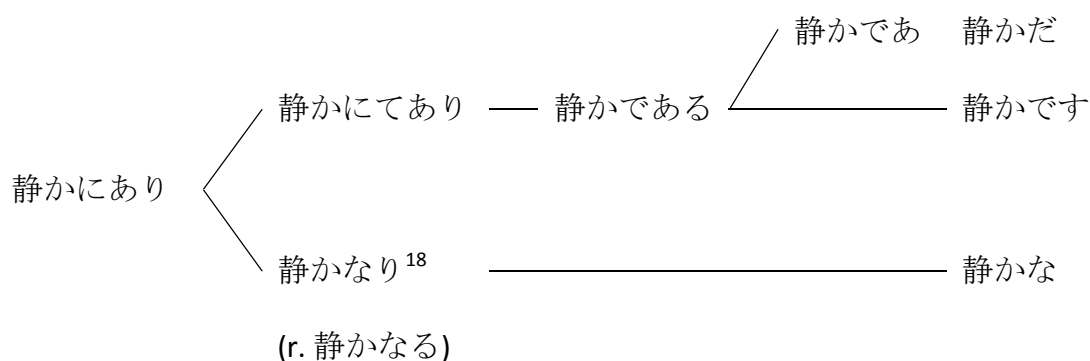 静かであ 静かだ
静かにてあり 静かである 静かです
静かにあり
静かなり18 静かな
(r. 静かなる)